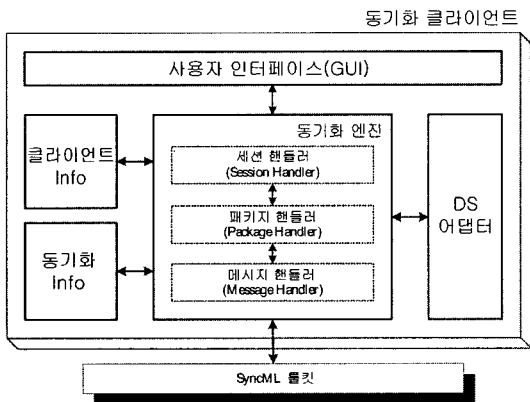 동기화 클라이언트
사용자 인터페이스(GUI)
클라이언트
Info
동기화
Info
동기화 엔진
세션 핸들러
(Session Handler)
패키지 핸들러
(Package Handler)
메시지 핸들러
(Message Handler)
DS
어댑터
SyncML 툴킷